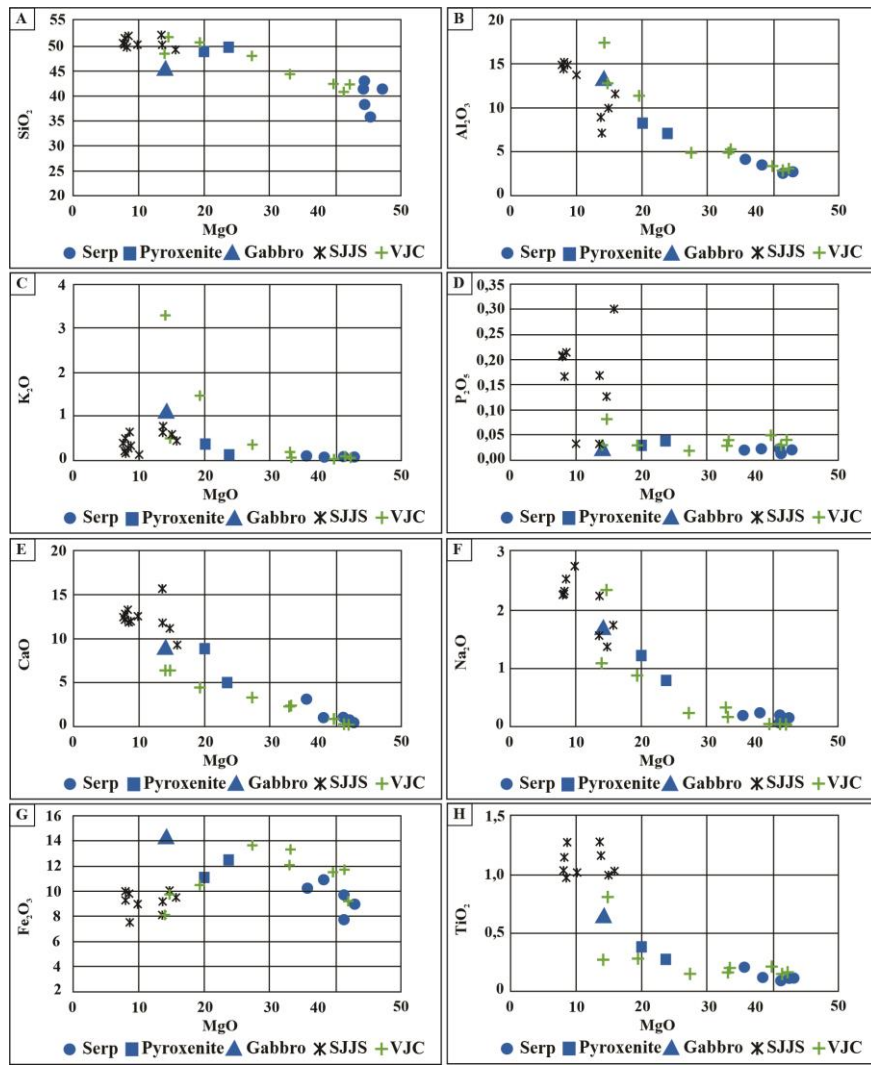 A
SiO₂
55
50
45
40
35
30
25
20
0 10 20 30 40 50
MgO
Serp Pyroxenite Gabbro SJJS VJC
B
Al₂O₃
20
15
10
5
0
0 10 20 30 40 50
MgO
Serp Pyroxenite Gabbro SJJS VJC
C
K₂O
4
3
2
1
0
0 10 20 30 40 50
MgO
Serp Pyroxenite Gabbro SJJS VJC
D
P₂O₅
0,35
0,30
0,25
0,20
0,15
0,10
0,05
0,00
0 10 20 30 40 50
MgO
Serp Pyroxenite Gabbro SJJS VJC
E
CaO
20
15
10
5
0
0 10 20 30 40 50
MgO
Serp Pyroxenite Gabbro SJJS VJC
F
Na₂O
3
2
1
0
0 10 20 30 40 50
MgO
Serp Pyroxenite Gabbro SJJS VJC
G
Fe₂O₃
16
14
12
10
8
6
4
2
0 10 20 30 40 50
MgO
Serp Pyroxenite Gabbro SJJS VJC
H
TiO₂
1,5
1,0
0,5
0
0 10 20 30 40 50
MgO
Serp Pyroxenite Gabbro SJJS VJC